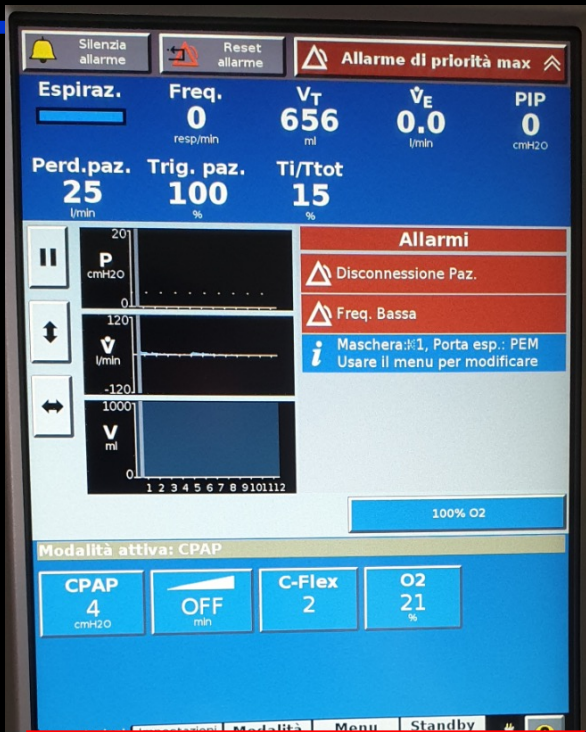 Silenzia
allarme
Reset
allarme
Allarme di priorità max
Espiraz.
Freq.
0
resp/min
VT
656
ml
V̇E
0.0
l/min
PIP
0
cmH2O
Perd.paz.
25
l/min
Trig. paz.
100
%
Ti/Ttot
15
%
20
P
cmH2O
0
120
V̇
l/min
-120
1000
V
ml
0
1 2 3 4 5 6 7 8 9 10 11 12
Allarmi
Disconnessione Paz.
Freq. Bassa
i
Maschera: 1, Porta esp.: PEM
Usare il menu per modificare
100% O2
Modalità attiva: CPAP
CPAP
4
cmH2O
OFF
min
C-Flex
2
O2
21
%
Impostazioni
Modalità
Menu
Standby
?